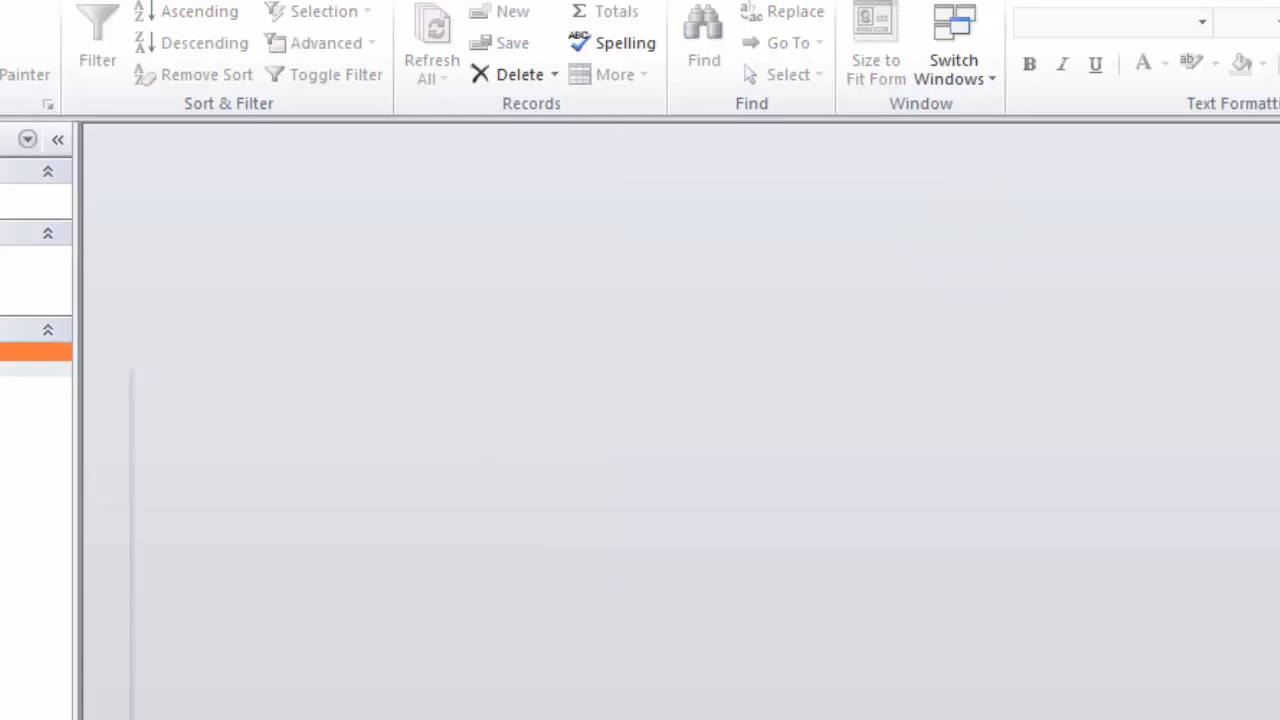 Ascending
Selection
New
Totals
Replace
Descending
Advanced
Save
Spelling
Go To
Painter
Filter
Remove Sort
Toggle Filter
Refresh
All
Delete
More
Find
Select
Size to
Fit Form
Switch
Windows
B I U A
Sort & Filter
Records
Find
Window
Text Formatti